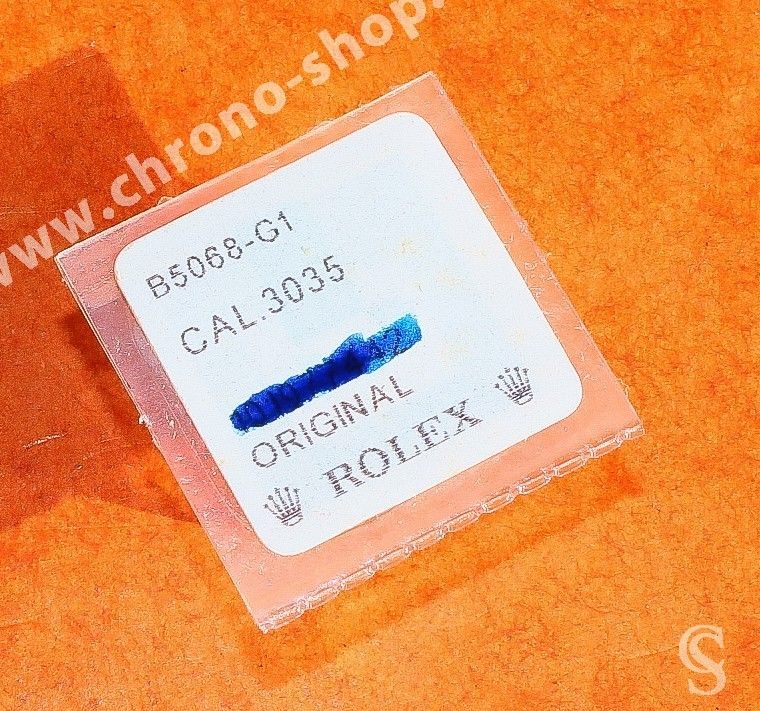 www.chrono-shop.
B5068-G1
CAL.3035
ORIGINAL
ROLEX